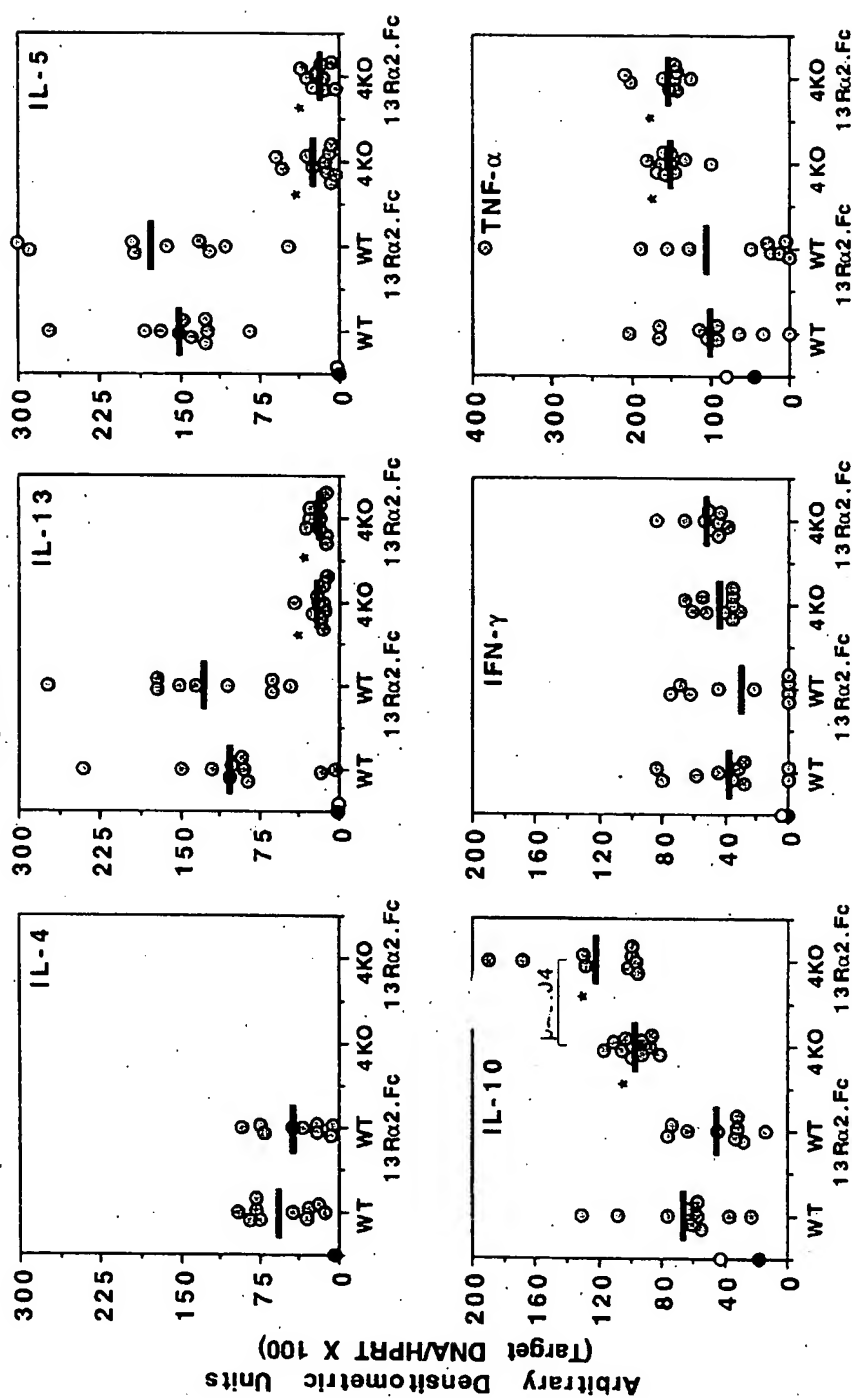 Arbitrary Densitometric Units
(Target DNA/HPRT X 100)
IL-4
300
225
150
75
0
WT
WT
13Rα2.Fc
4KO
4KO
13Rα2.Fc
IL-13
300
225
150
75
0
WT
WT
13Rα2.Fc
4KO
4KO
13Rα2.Fc
*
*
IL-5
300
225
150
75
0
WT
WT
13Rα2.Fc
4KO
4KO
13Rα2.Fc
*
*
IL-10
200
160
120
80
40
0
WT
WT
13Rα2.Fc
4KO
4KO
13Rα2.Fc
*
*
IFN-γ
200
160
120
80
40
0
WT
WT
13Rα2.Fc
4KO
4KO
13Rα2.Fc
TNF-α
400
300
200
100
0
WT
WT
13Rα2.Fc
4KO
4KO
13Rα2.Fc
*
*